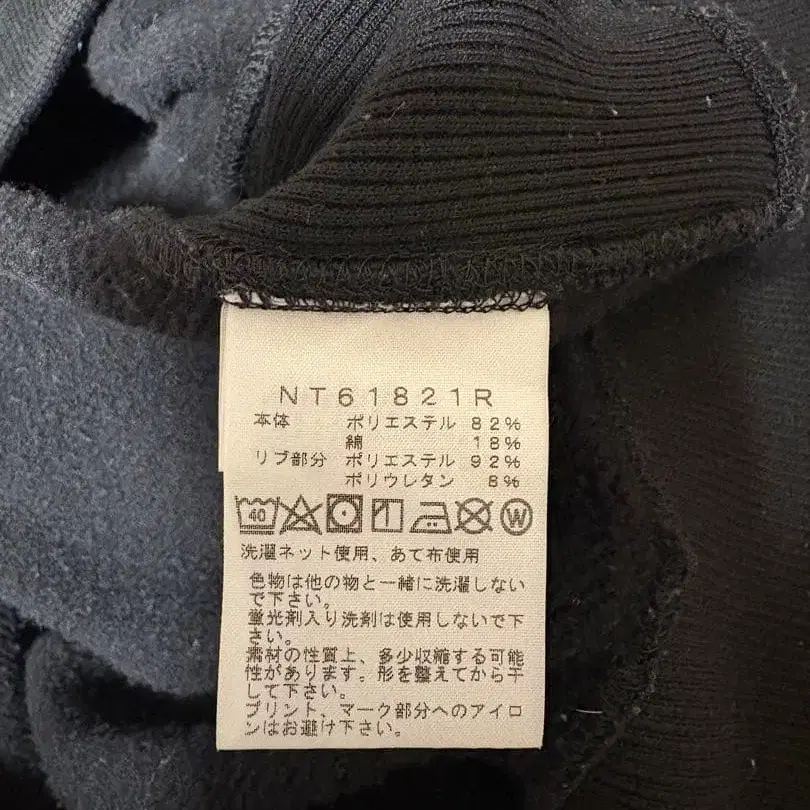 NT61821R
本体 ポリエステル 82%
綿 18%
リブ部分 ポリエステル 92%
ポリウレタン 8%
40 W
洗濯ネット使用、あて布使用
色物は他の物と一緒に洗濯しない
で下さい。
蛍光剤入り洗剤は使用しないで下
さい。
素材の性質上、多少収縮する可能
性があります。形を整えてから干
して下さい。
プリント、マーク部分へのアイロ
ンはお避け下さい。